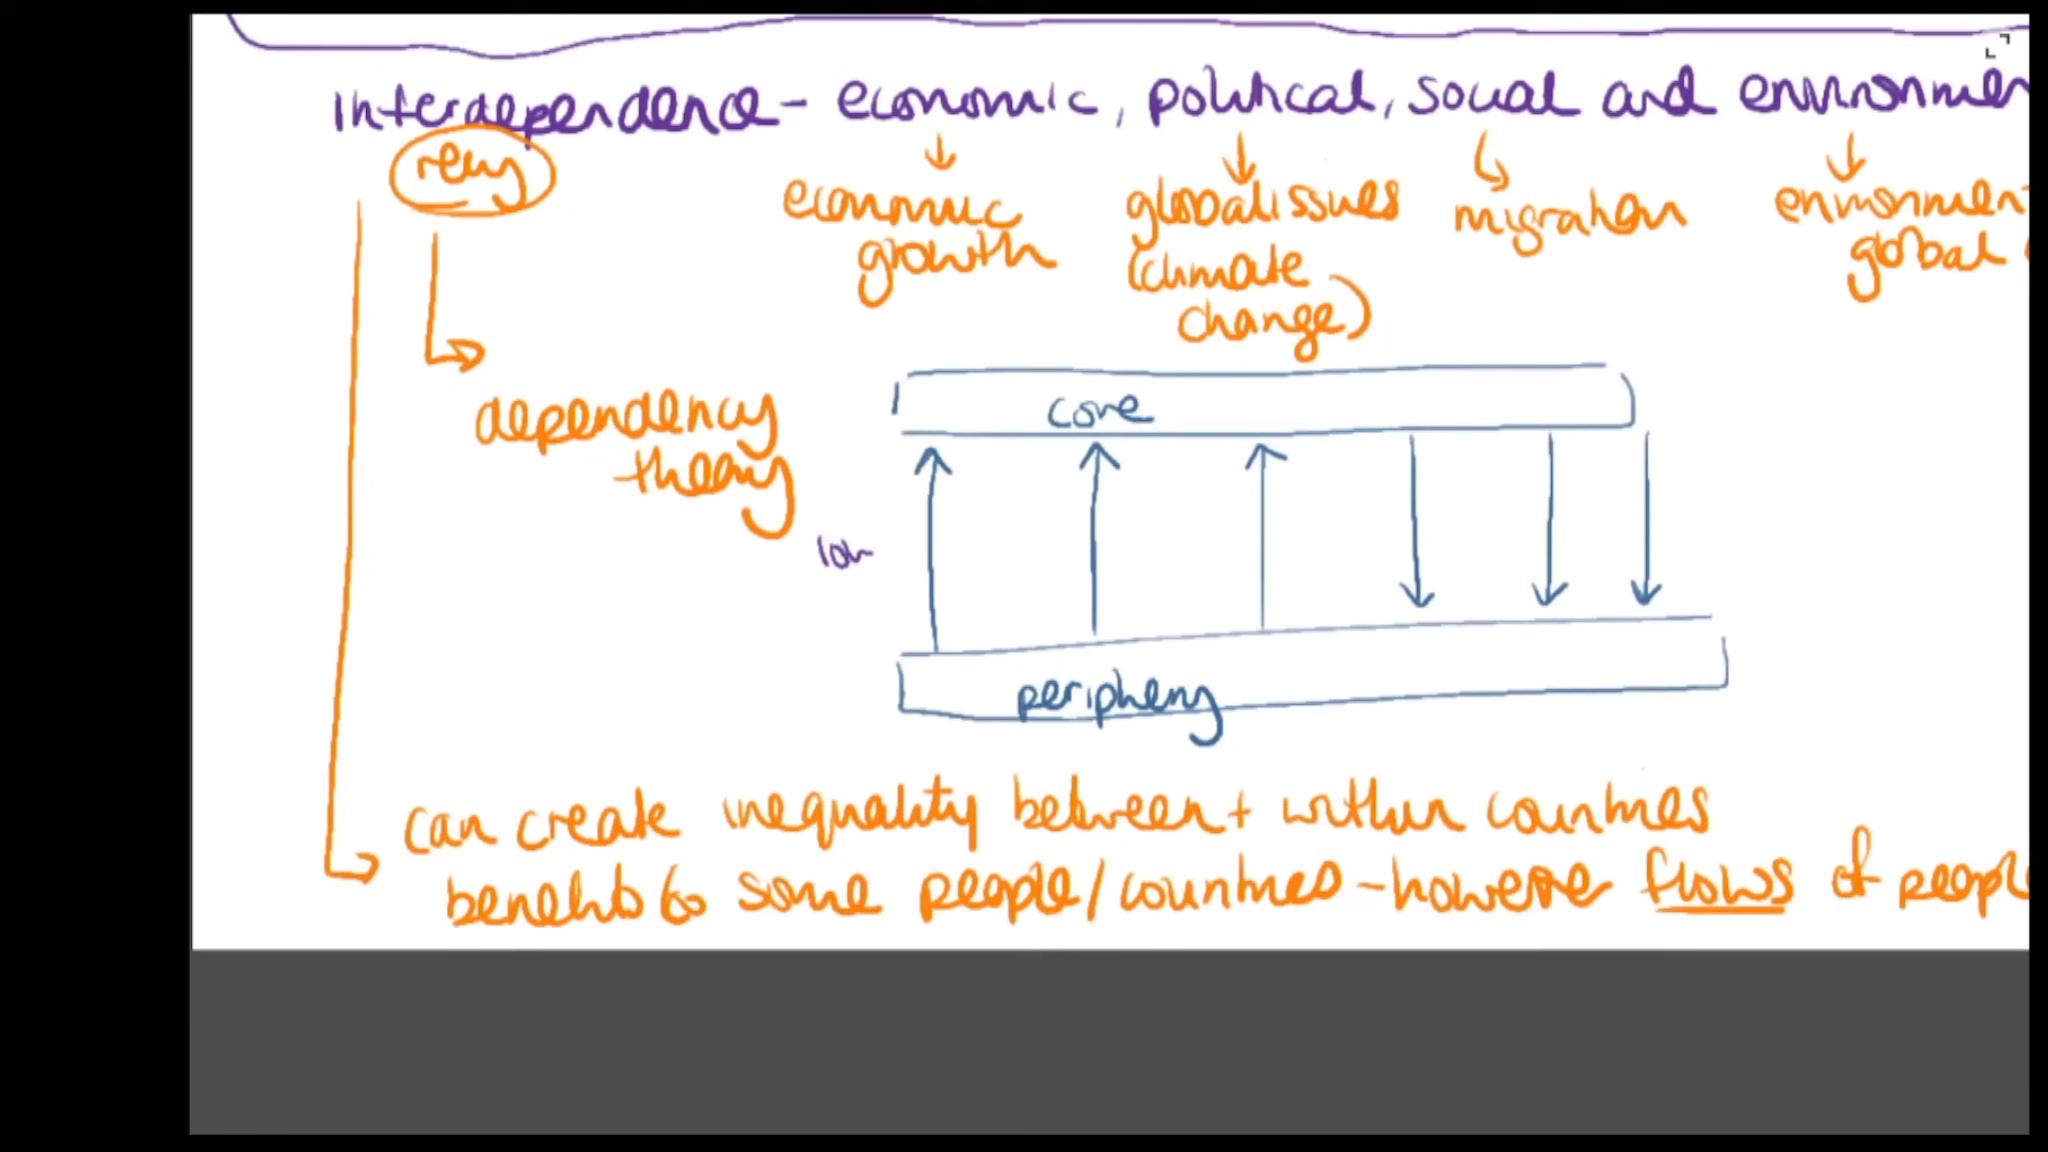 Interdependence - economic, political, social and environmen
rely
economic growth
global issues (climate change)
migration
environment
global
dependency theory
core
low
periphery
can create inequality between + within countries
benefits to some people/countries - however flows of people